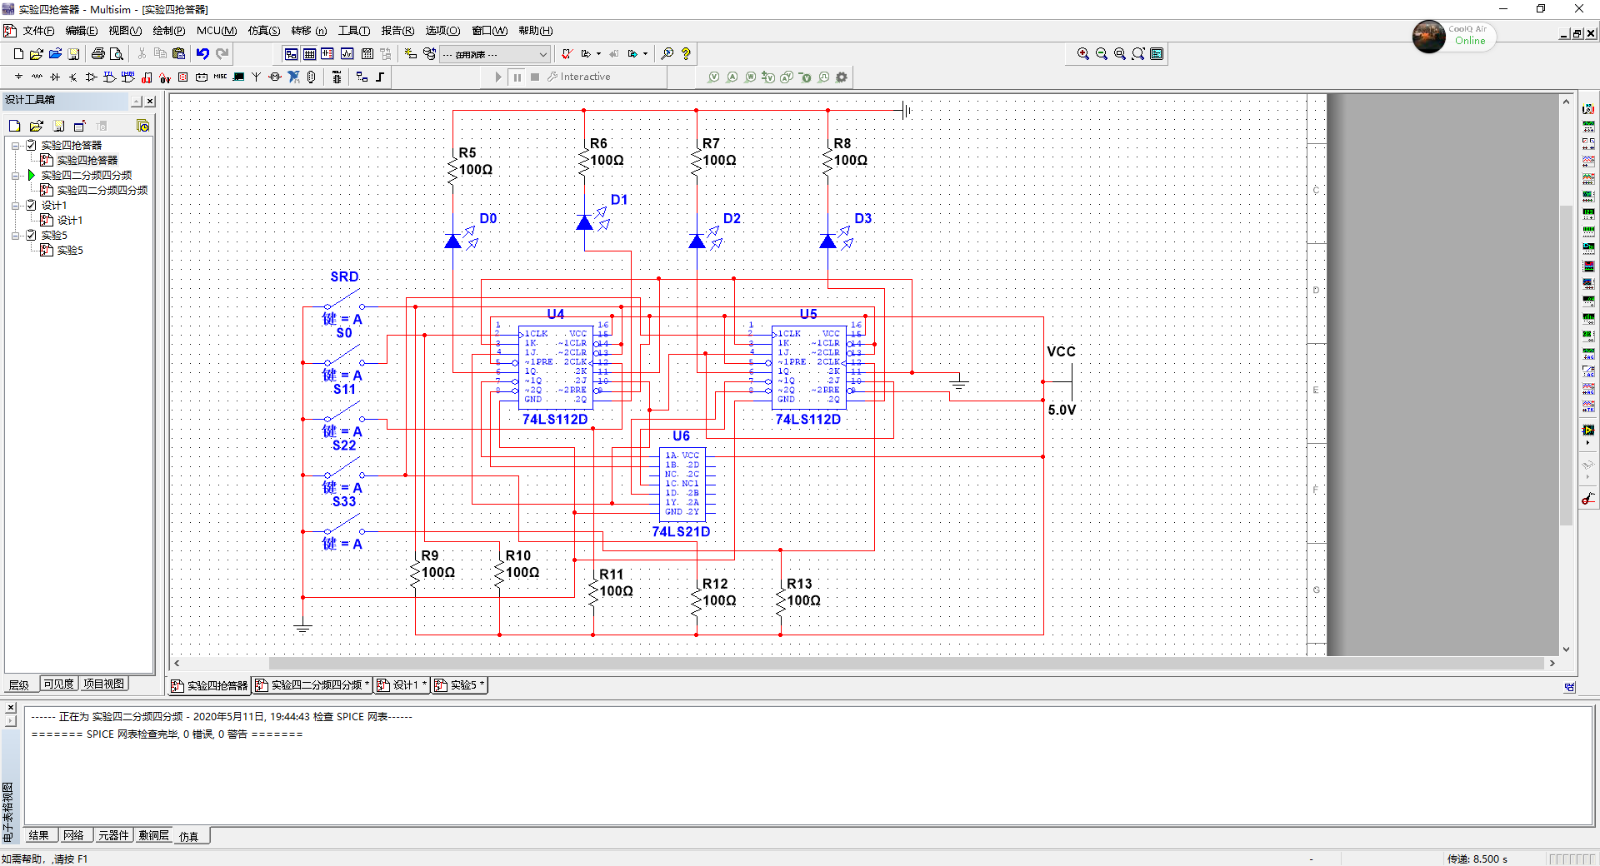 实验四抢答器 - Multisim - [实验四抢答器]
文件(F) 编辑(E) 视图(V) 绘制(P) MCU(M) 仿真(S) 转移(n) 工具(T) 报告(R) 选项(O) 窗口(W) 帮助(H)
CoolQ Air
Online
--- 在用列表 ---
MISC
Interactive
设计工具箱
实验四抢答器
实验四抢答器
实验四二分频四分频
实验四二分频四分频
设计1
设计1
实验5
实验5
层级 可见度 项目视图
R5
100Ω
R6
100Ω
R7
100Ω
R8
100Ω
D0
D1
D2
D3
SRD
键 = A
S0
键 = A
S11
键 = A
S22
键 = A
S33
键 = A
U4
1CLK VCC
1K ~1CLR
1J ~2CLR
~1PRE 2CLK
1Q 2K
~1Q 2J
~2Q ~2PRE
GND 2Q
74LS112D
U5
1CLK VCC
1K ~1CLR
1J ~2CLR
~1PRE 2CLK
1Q 2K
~1Q 2J
~2Q ~2PRE
GND 2Q
74LS112D
U6
1A VCC
1B 2D
NC 2C
1C NC1
1D 2B
1Y 2A
GND 2Y
74LS21D
VCC
5.0V
R9
100Ω
R10
100Ω
R11
100Ω
R12
100Ω
R13
100Ω
C
D
E
F
G
实验四抢答器 实验四二分频四分频 * 设计1 * 实验5 *
------ 正在为 实验四二分频四分频 - 2020年5月11日, 19:44:43 检查 SPICE 网表------
======= SPICE 网表检查完毕, 0 错误, 0 警告 =======
电子表格视图
结果 网络 元器件 敷铜层 仿真
如需帮助，,请按 F1
- 传递: 8.500 s